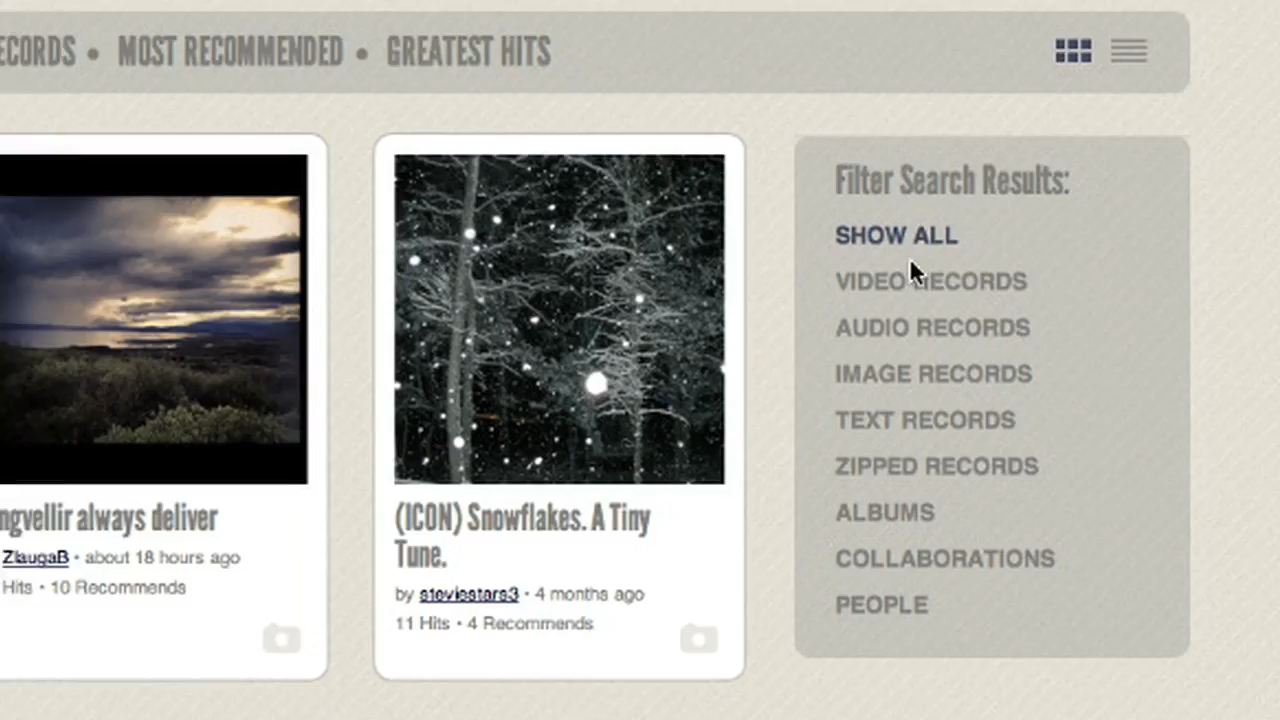 ECORDS • MOST RECOMMENDED • GREATEST HITS
ngvellir always deliver
ZlaugaB • about 18 hours ago
Hits • 10 Recommends
(ICON) Snowflakes. A Tiny
Tune.
by steviestars3 • 4 months ago
11 Hits • 4 Recommends
Filter Search Results:
SHOW ALL
VIDEO RECORDS
AUDIO RECORDS
IMAGE RECORDS
TEXT RECORDS
ZIPPED RECORDS
ALBUMS
COLLABORATIONS
PEOPLE